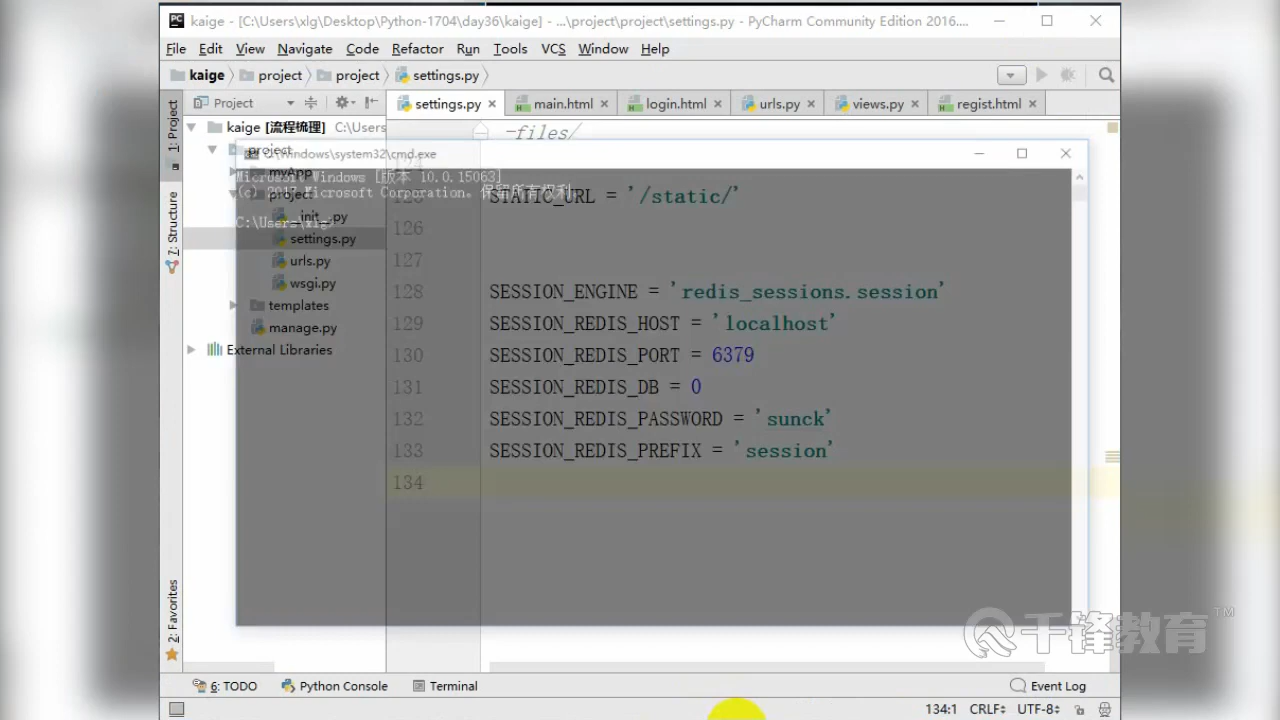 kaige - [C:\Users\xlg\Desktop\Python-1704\day36\kaige] - ...\project\project\settings.py - PyCharm Community Edition 2016....
File Edit View Navigate Code Refactor Run Tools VCS Window Help
kaige project project settings.py
Project settings.py main.html login.html urls.py views.py regist.html
1: Project
7: Structure
2: Favorites
kaige [流程梳理] C:\Users
project
myApp
project
__init__.py
settings.py
urls.py
wsgi.py
templates
manage.py
External Libraries
C:\Windows\system32\cmd.exe
Microsoft Windows [版本 10.0.15063]
(c) 2017 Microsoft Corporation。保留所有权利
C:\Users\xlg>
-files/
124
125 STATIC_URL = '/static/'
126
127
128 SESSION_ENGINE = 'redis_sessions.session'
129 SESSION_REDIS_HOST = 'localhost'
130 SESSION_REDIS_PORT = 6379
131 SESSION_REDIS_DB = 0
132 SESSION_REDIS_PASSWORD = 'sunck'
133 SESSION_REDIS_PREFIX = 'session'
134
千锋教育™
6: TODO Python Console Terminal Event Log
134:1 CRLF UTF-8